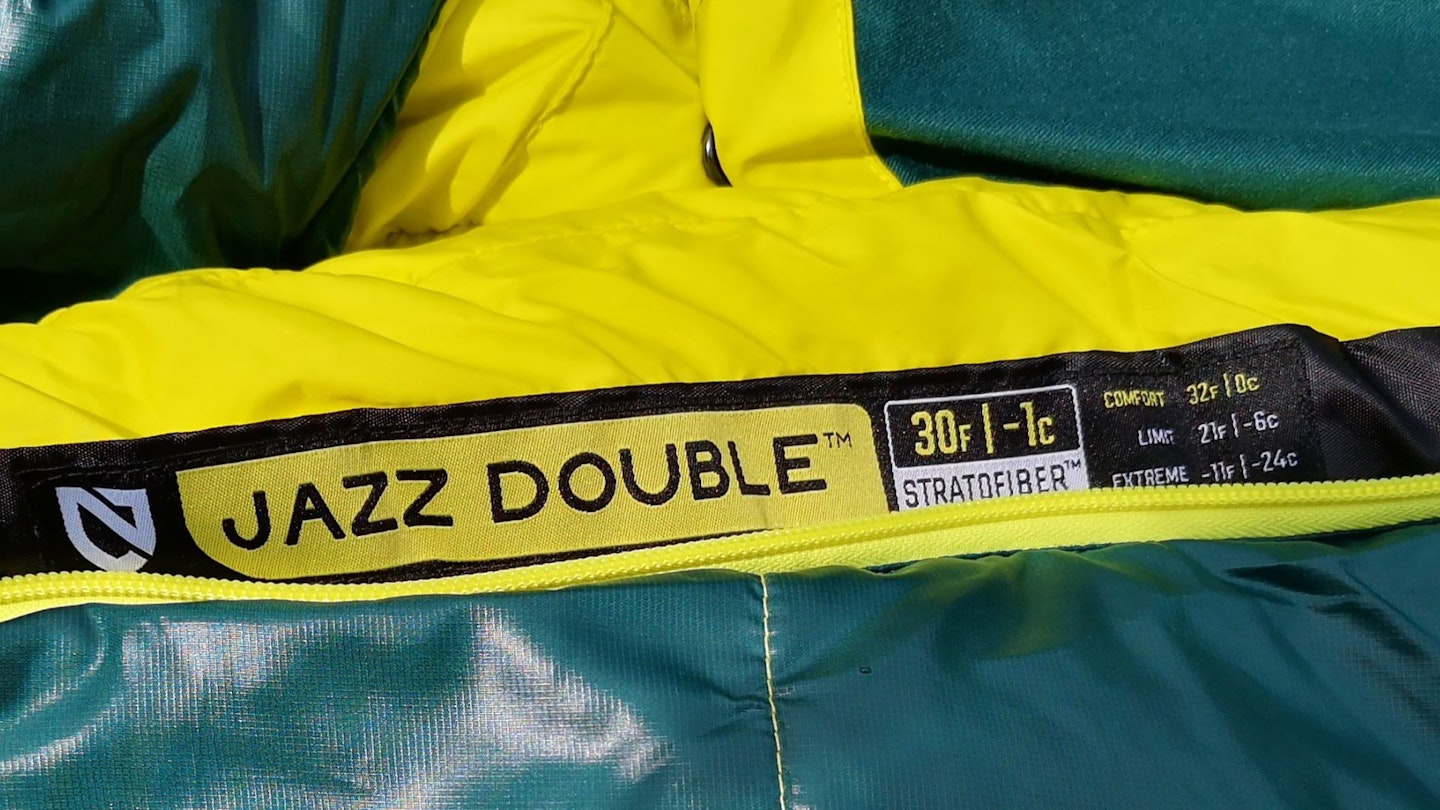 JAZZ DOUBLE™
30F | -1C
STRATOFIBER™
COMFORT 32F | 0C
LIMIT 21F | -6C
EXTREME -11F | -24C